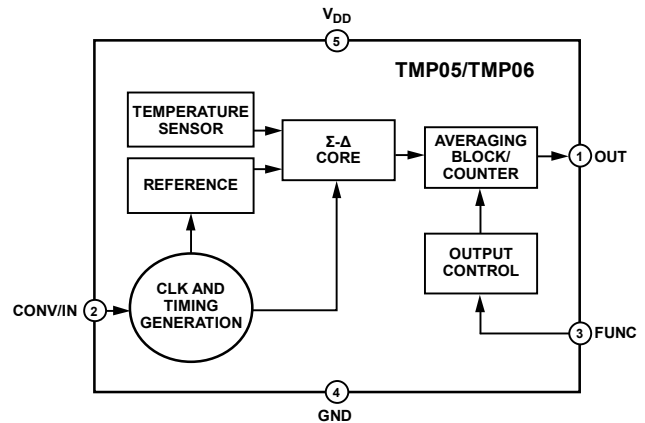 VDD
5
TMP05/TMP06
TEMPERATURE
SENSOR
Σ-Δ
CORE
AVERAGING
BLOCK/
COUNTER
1 OUT
REFERENCE
OUTPUT
CONTROL
CLK AND
TIMING
GENERATION
CONV/IN 2
3 FUNC
4
GND